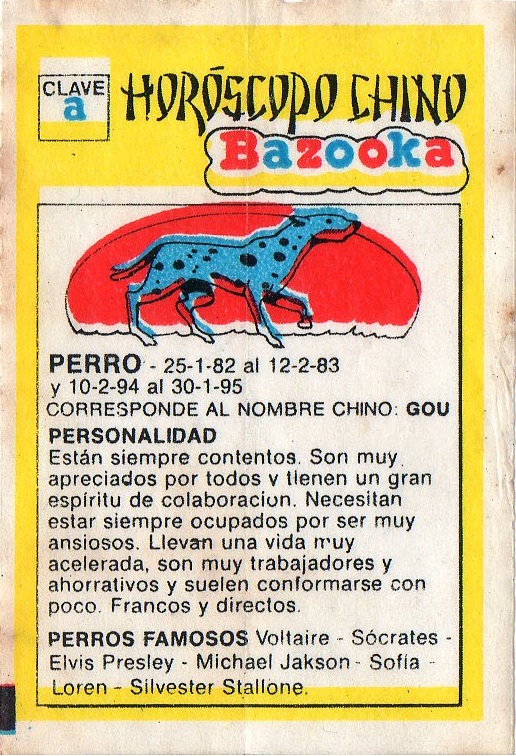 CLAVE
a
HORÓSCOPO CHINO
Bazooka
PERRO - 25-1-82 al 12-2-83
y 10-2-94 al 30-1-95
CORRESPONDE AL NOMBRE CHINO: GOU
PERSONALIDAD
Están siempre contentos. Son muy
apreciados por todos y tienen un gran
espíritu de colaboracion. Necesitan
estar siempre ocupados por ser muy
ansiosos. Llevan una vida muy
acelerada, son muy trabajadores y
ahorrativos y suelen conformarse con
poco. Francos y directos.
PERROS FAMOSOS Voltaire - Sócrates -
Elvis Presley - Michael Jakson - Sofía -
Loren - Silvester Stallone.